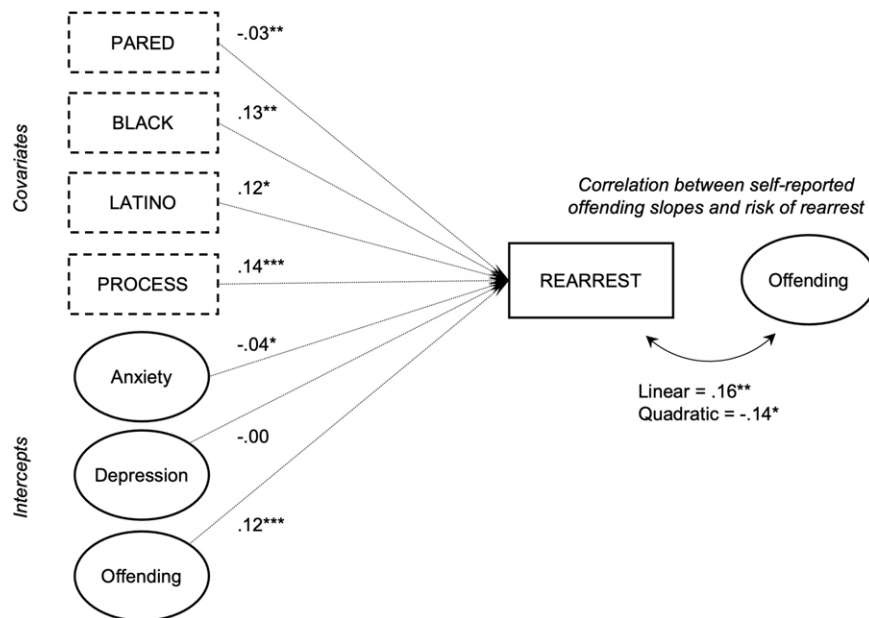 PARED
-.03**
BLACK
.13**
LATINO
.12*
PROCESS
.14***
Covariates
Anxiety
-.04*
Depression
-.00
Offending
.12***
Intercepts
REARREST
Correlation between self-reported
offending slopes and risk of rearrest
Offending
Linear = .16**
Quadratic = -.14*